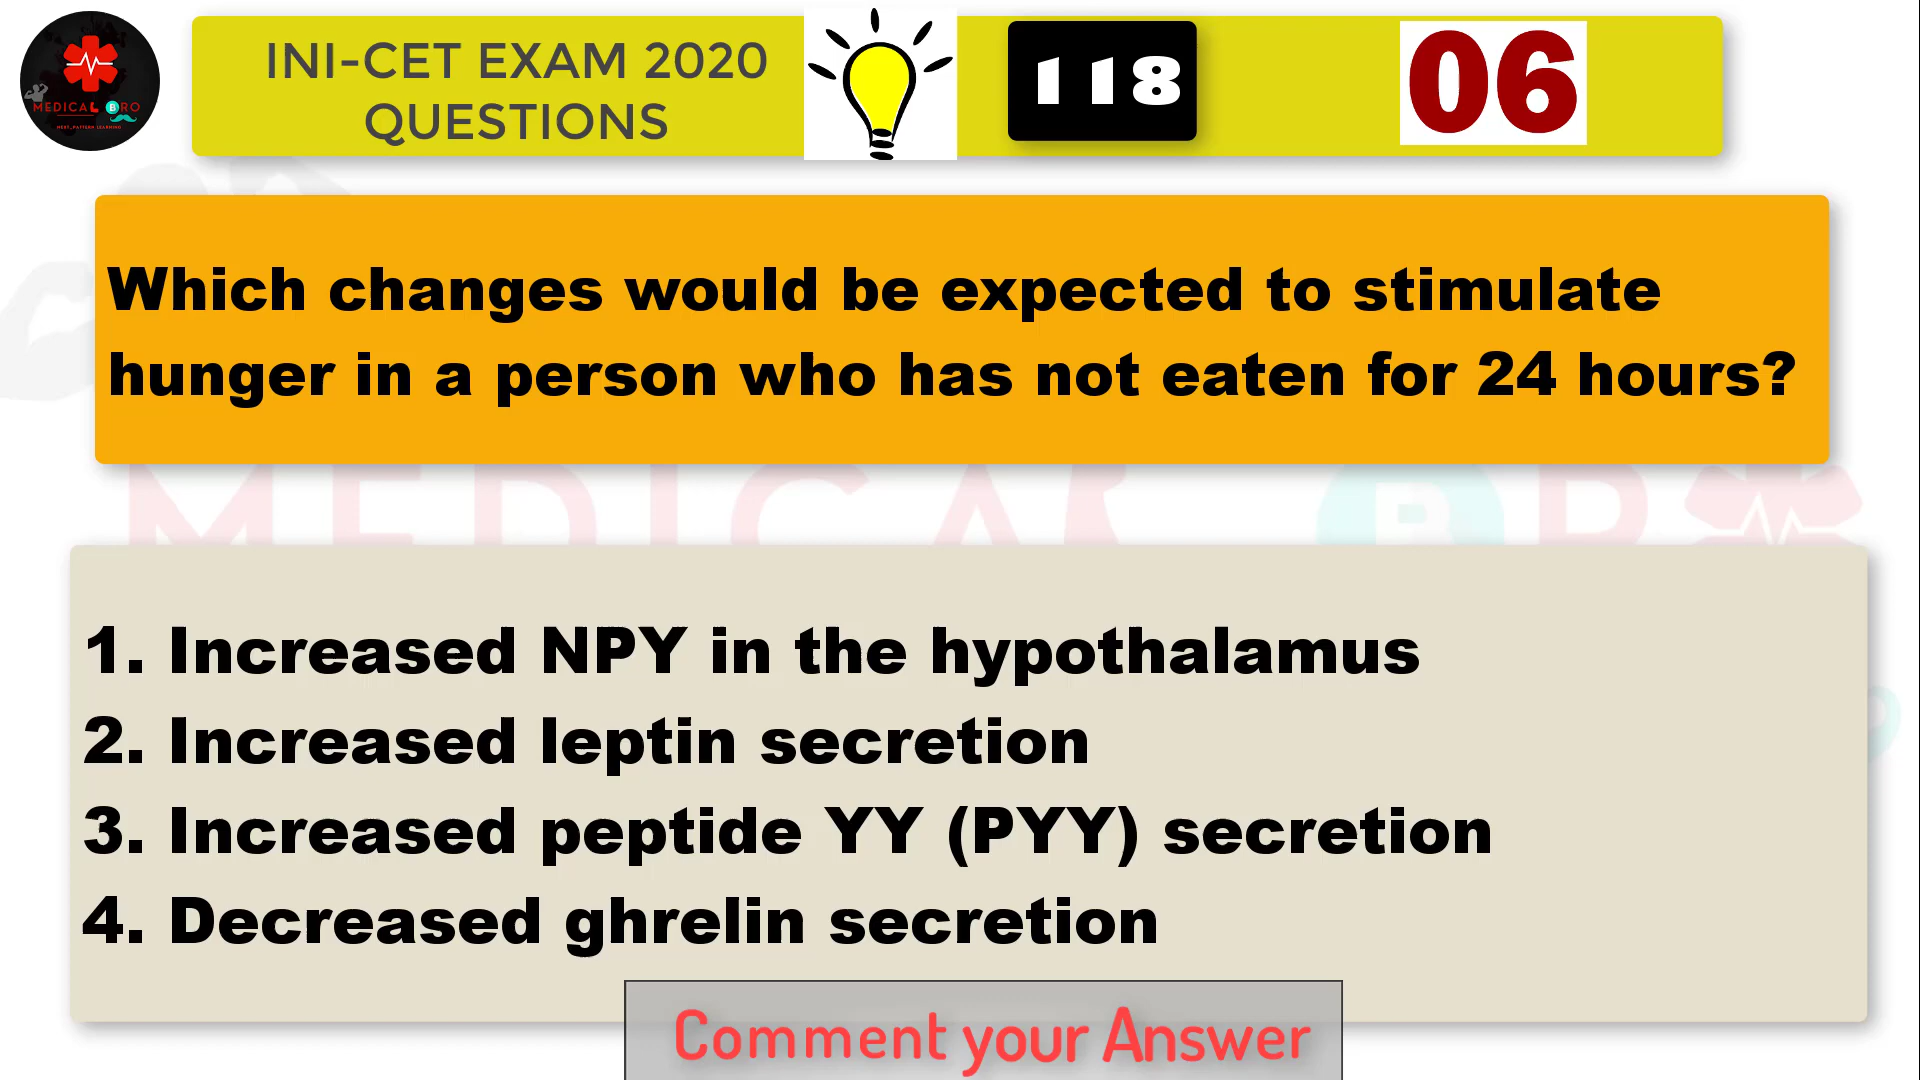 MEDICAL BRO
INI-CET EXAM 2020
QUESTIONS
118
06
Which changes would be expected to stimulate
hunger in a person who has not eaten for 24 hours?
MEDICAL BR
1. Increased NPY in the hypothalamus
2. Increased leptin secretion
3. Increased peptide YY (PYY) secretion
4. Decreased ghrelin secretion
Comment your Answer